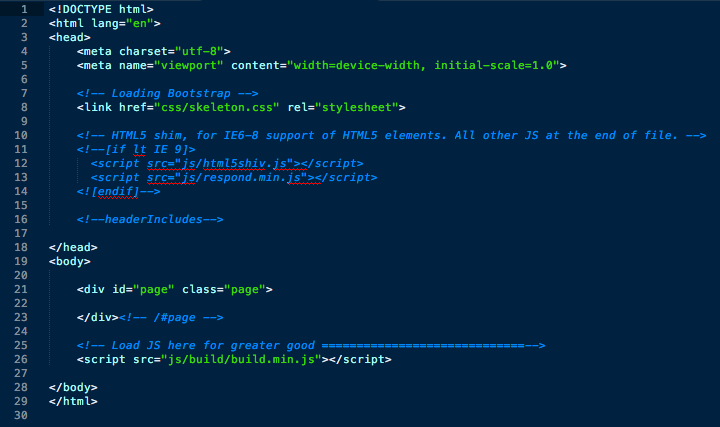 1 <!DOCTYPE html>
2 <html lang="en">
3 <head>
4 <meta charset="utf-8">
5 <meta name="viewport" content="width=device-width, initial-scale=1.0">
6
7 <!-- Loading Bootstrap -->
8 <link href="css/skeleton.css" rel="stylesheet">
9
10 <!-- HTML5 shim, for IE6-8 support of HTML5 elements. All other JS at the end of file. -->
11 <!--[if lt IE 9]>
12 <script src="js/html5shiv.js"></script>
13 <script src="js/respond.min.js"></script>
14 <![endif]-->
15
16 <!--headerIncludes-->
17
18 </head>
19 <body>
20
21 <div id="page" class="page">
22
23 </div><!-- /#page -->
24
25 <!-- Load JS here for greater good =============================-->
26 <script src="js/build/build.min.js"></script>
27
28 </body>
29 </html>
30